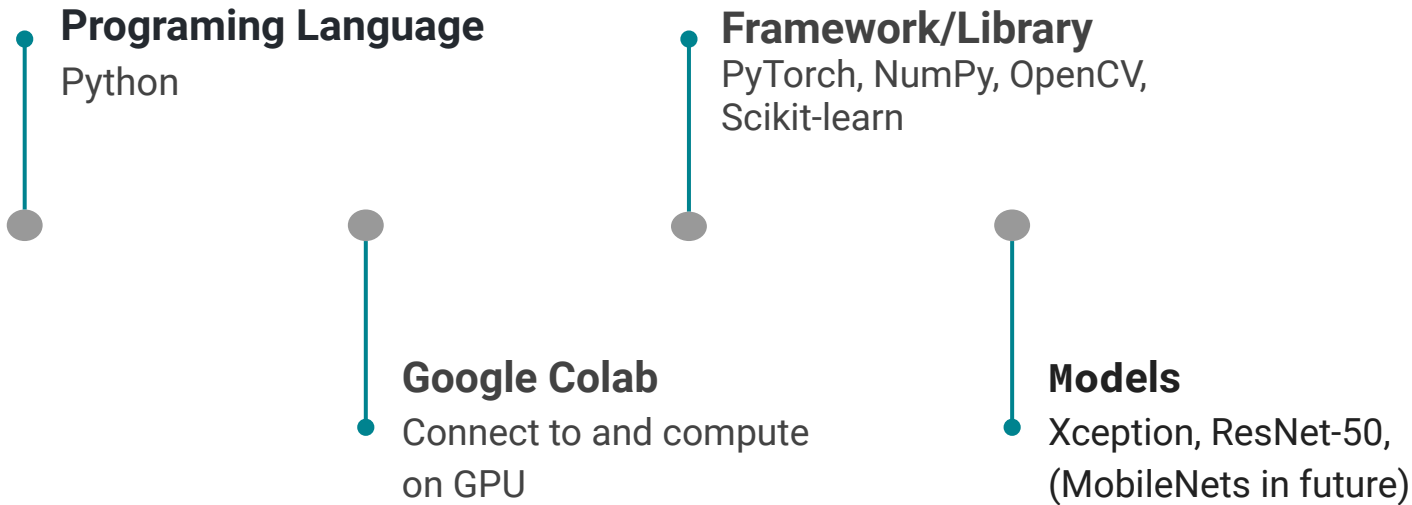 Programing Language
Python
Google Colab
Connect to and compute
on GPU
Framework/Library
PyTorch, NumPy, OpenCV,
Scikit-learn
Models
Xception, ResNet-50,
(MobileNets in future)